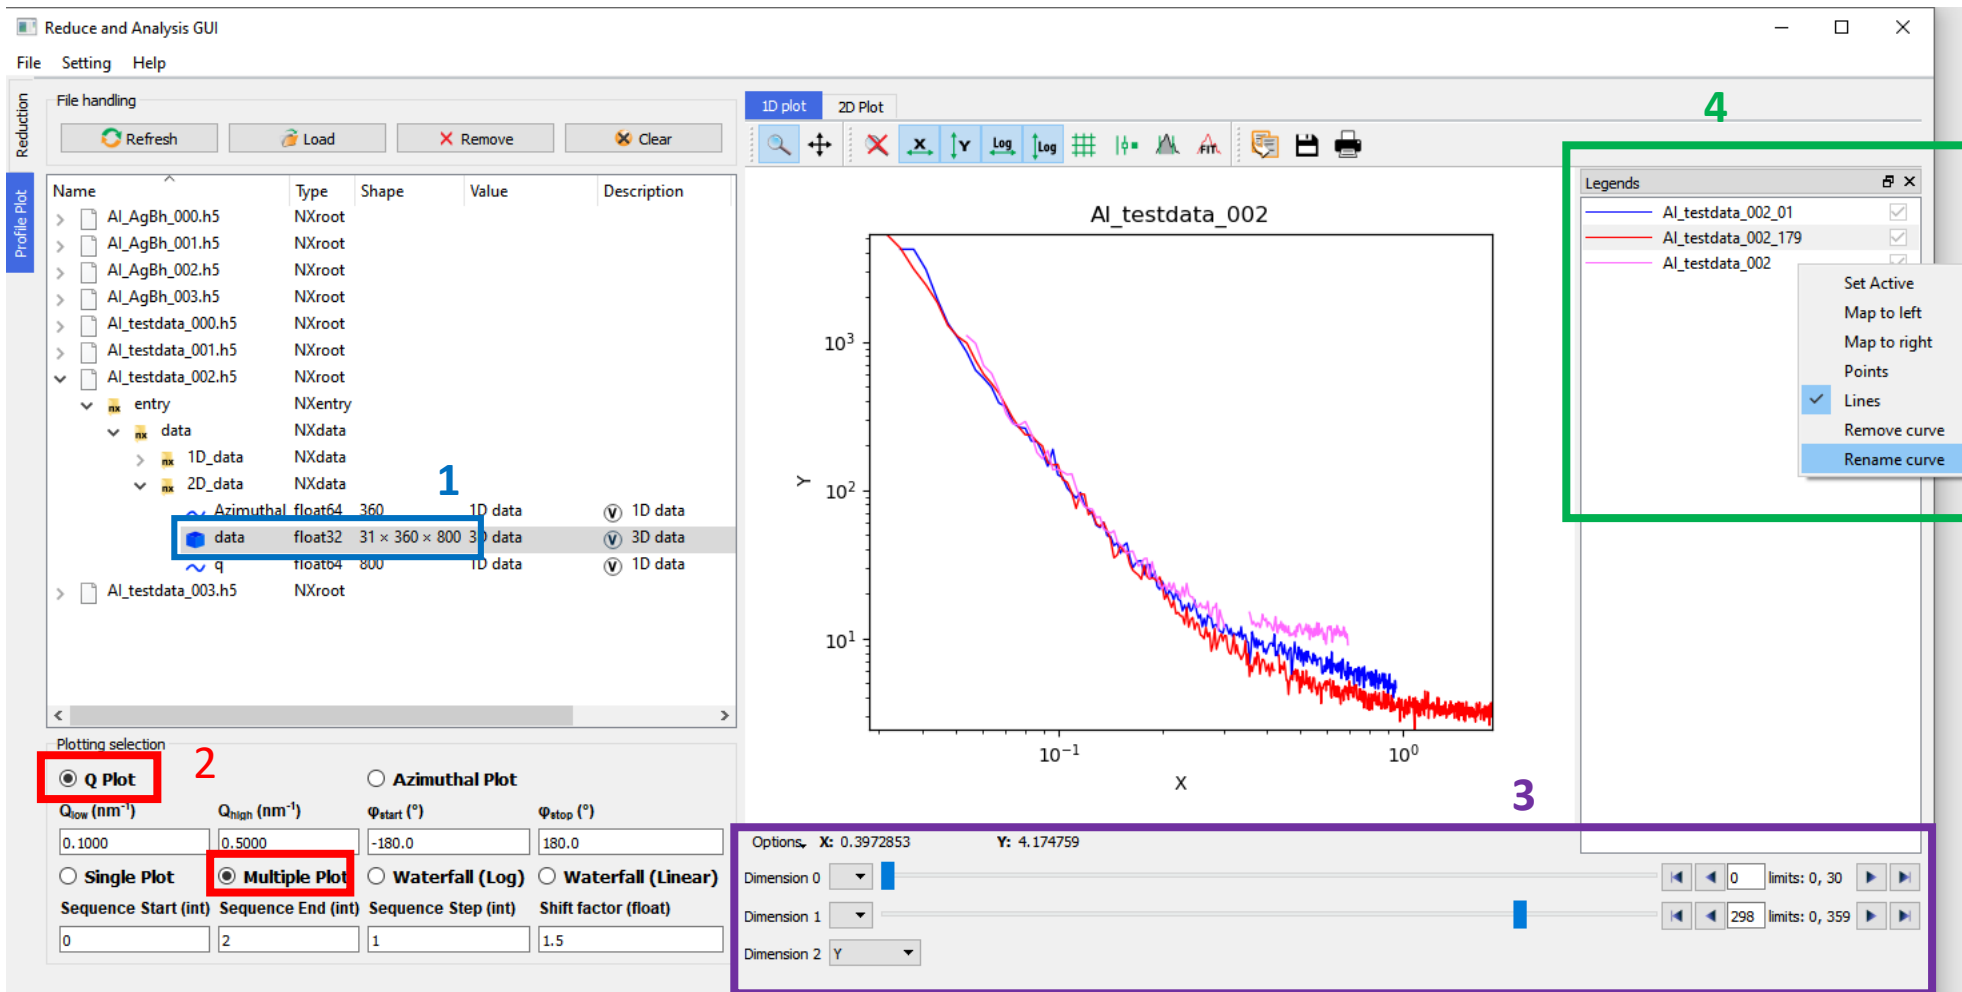 Reduce and Analysis GUI
File Setting Help
Reduction
Profile Plot
File handling
Refresh Load Remove Clear
Name Type Shape Value Description
AI_AgBh_000.h5 NXroot
AI_AgBh_001.h5 NXroot
AI_AgBh_002.h5 NXroot
AI_AgBh_003.h5 NXroot
AI_testdata_000.h5 NXroot
AI_testdata_001.h5 NXroot
AI_testdata_002.h5 NXroot
nx entry NXentry
nx data NXdata
nx 1D_data NXdata
nx 2D_data NXdata
1
Azimuthal float64 360 1D data V 1D data
data float32 31 × 360 × 800 3D data V 3D data
q float64 800 1D data V 1D data
AI_testdata_003.h5 NXroot
Plotting selection
2
Q Plot Azimuthal Plot
Qlow (nm⁻¹) Qhigh (nm⁻¹) φstart (°) φstop (°)
0.1000 0.5000 -180.0 180.0
Single Plot Multiple Plot Waterfall (Log) Waterfall (Linear)
Sequence Start (int) Sequence End (int) Sequence Step (int) Shift factor (float)
0 2 1 1.5
1D plot 2D Plot
X Y Log Log FIT
AI_testdata_002
10³
10²
10¹
Y
10⁻¹ 10⁰
X
4
Legends
AI_testdata_002_01
AI_testdata_002_179
AI_testdata_002
Set Active
Map to left
Map to right
Points
Lines
Remove curve
Rename curve
3
Options X: 0.3972853 Y: 4.174759
Dimension 0 0 limits: 0, 30
Dimension 1 298 limits: 0, 359
Dimension 2 Y